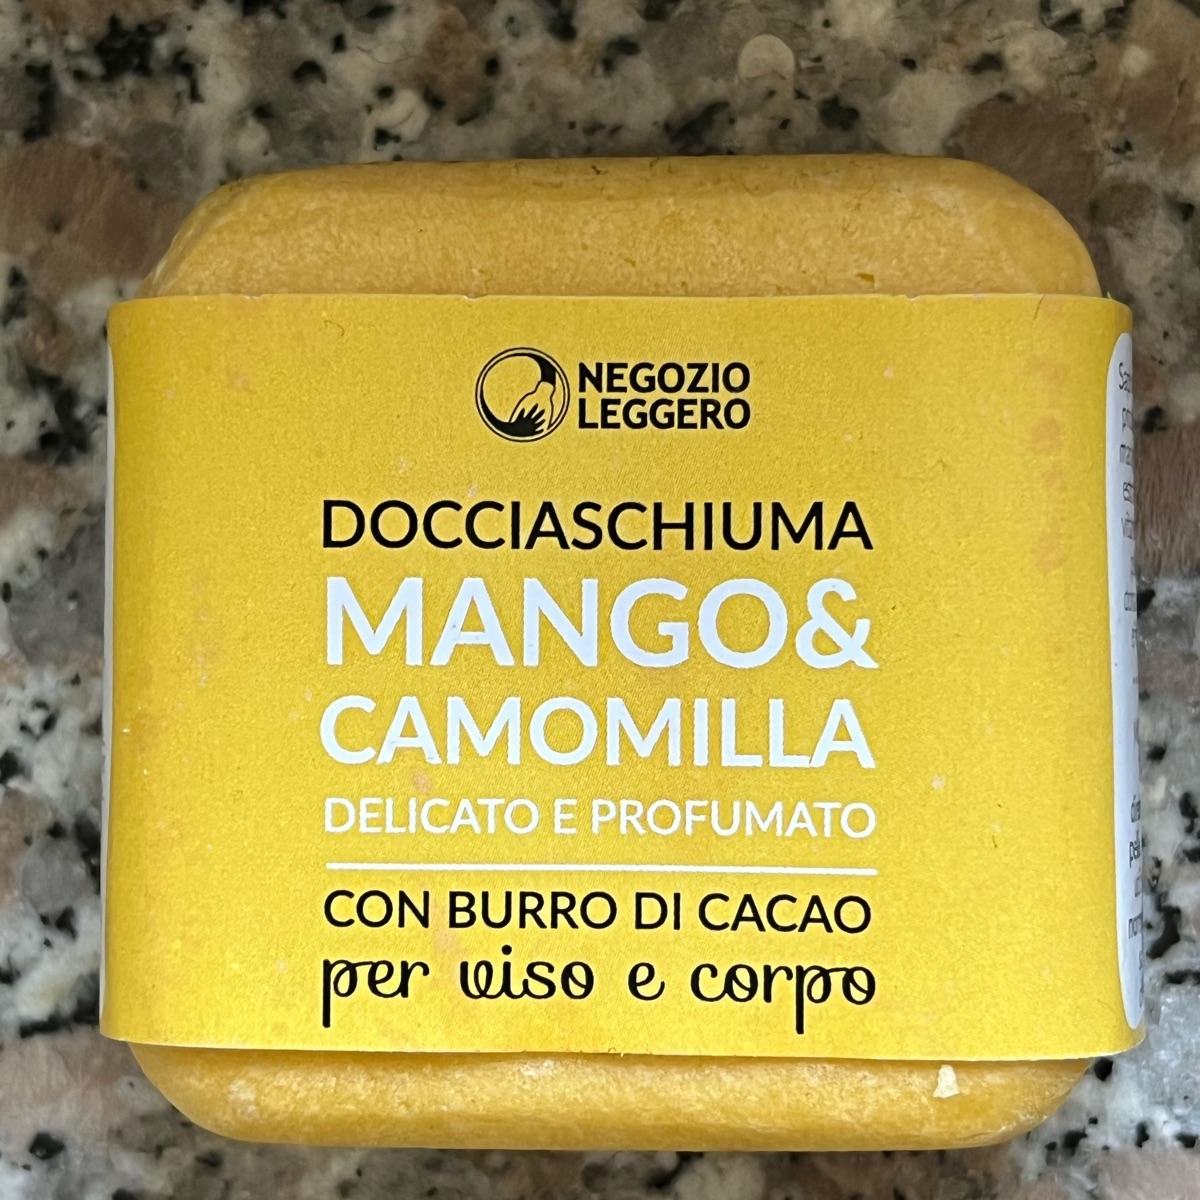 NEGOZIO
LEGGERO
DOCCIASCHIUMA
MANGO&
CAMOMILLA
DELICATO E PROFUMATO
CON BURRO DI CACAO
per viso e corpo